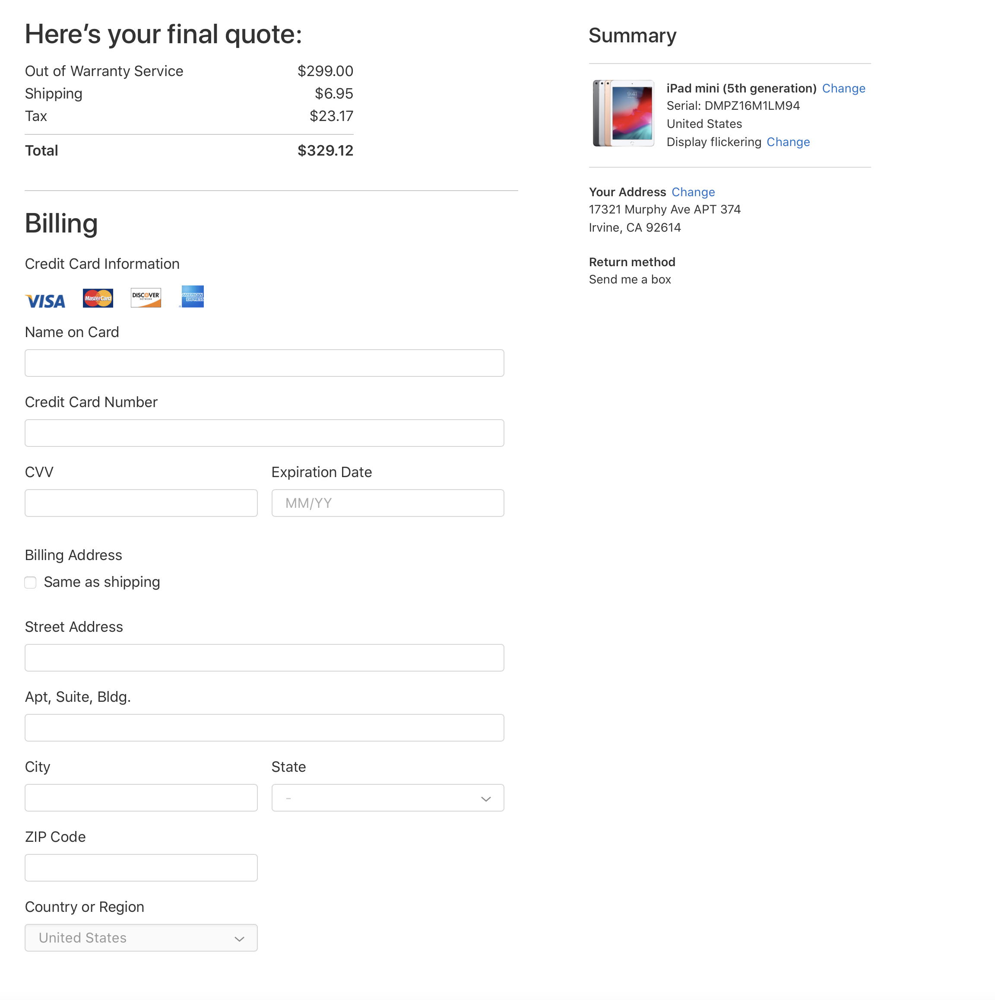 Here’s your final quote:
Out of Warranty Service $299.00
Shipping $6.95
Tax $23.17
Total $329.12
Billing
Credit Card Information
VISA MasterCard DISCOVER NETWORK AMERICAN EXPRESS
Name on Card
Credit Card Number
CVV Expiration Date
MM/YY
Billing Address
Same as shipping
Street Address
Apt, Suite, Bldg.
City State
-
ZIP Code
Country or Region
United States
Summary
9:41
iPad mini (5th generation) Change
Serial: DMPZ16M1LM94
United States
Display flickering Change
Your Address Change
17321 Murphy Ave APT 374
Irvine, CA 92614
Return method
Send me a box